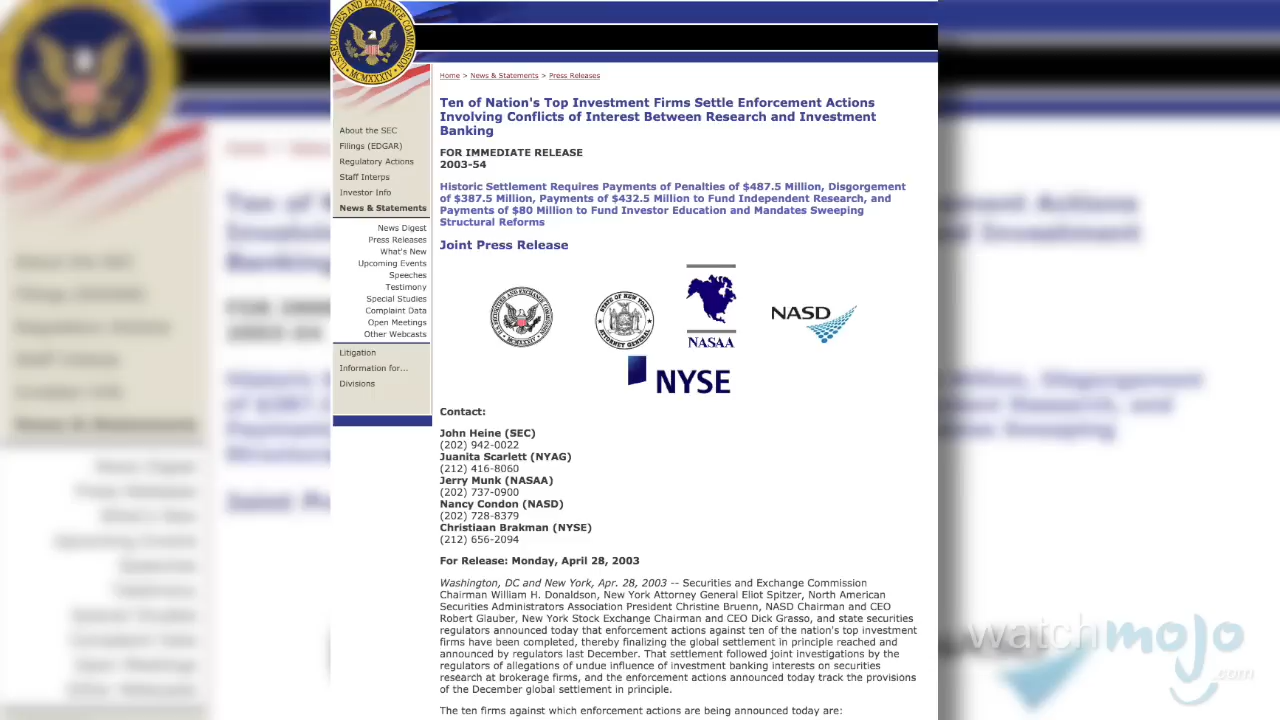 Home > News & Statements > Press Releases
Ten of Nation's Top Investment Firms Settle Enforcement Actions
Involving Conflicts of Interest Between Research and Investment
Banking
FOR IMMEDIATE RELEASE
2003-54
Historic Settlement Requires Payments of Penalties of $487.5 Million, Disgorgement
of $387.5 Million, Payments of $432.5 Million to Fund Independent Research, and
Payments of $80 Million to Fund Investor Education and Mandates Sweeping
Structural Reforms
Joint Press Release
About the SEC
Filings (EDGAR)
Regulatory Actions
Staff Interps
Investor Info
News & Statements
News Digest
Press Releases
What's New
Upcoming Events
Speeches
Testimony
Special Studies
Complaint Data
Open Meetings
Other Webcasts
Litigation
Information for...
Divisions
U.S. SECURITIES AND EXCHANGE COMMISSION
MCMXXXIV
STATE OF NEW YORK
ATTORNEY GENERAL
NASAA
NASD
NYSE
Contact:
John Heine (SEC)
(202) 942-0022
Juanita Scarlett (NYAG)
(212) 416-8060
Jerry Munk (NASAA)
(202) 737-0900
Nancy Condon (NASD)
(202) 728-8379
Christiaan Brakman (NYSE)
(212) 656-2094
For Release: Monday, April 28, 2003
Washington, DC and New York, Apr. 28, 2003 -- Securities and Exchange Commission
Chairman William H. Donaldson, New York Attorney General Eliot Spitzer, North American
Securities Administrators Association President Christine Bruenn, NASD Chairman and CEO
Robert Glauber, New York Stock Exchange Chairman and CEO Dick Grasso, and state securities
regulators announced today that enforcement actions against ten of the nation's top investment
firms have been completed, thereby finalizing the global settlement in principle reached and
announced by regulators last December. That settlement followed joint investigations by the
regulators of allegations of undue influence of investment banking interests on securities
research at brokerage firms, and the enforcement actions announced today track the provisions
of the December global settlement in principle.
The ten firms against which enforcement actions are being announced today are:
watchmojo
.com